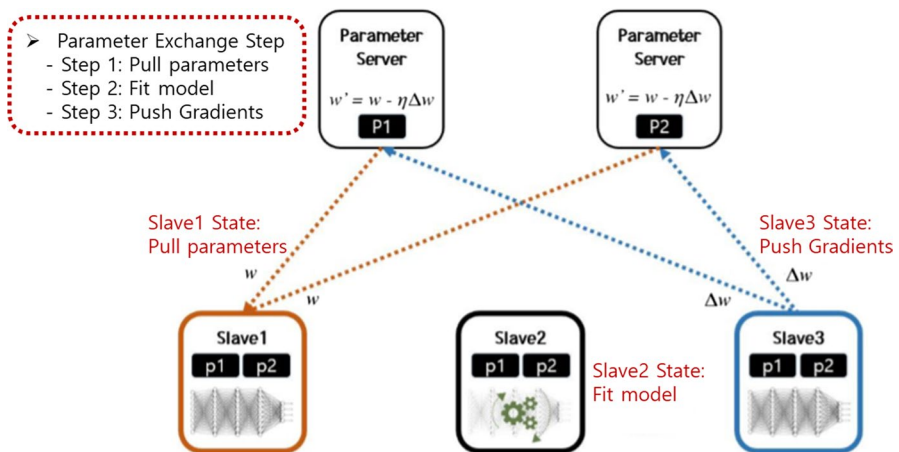 ➢ Parameter Exchange Step
- Step 1: Pull parameters
- Step 2: Fit model
- Step 3: Push Gradients
Parameter
Server
w' = w - ηΔw
P1
Parameter
Server
w' = w - ηΔw
P2
Slave1 State:
Pull parameters
Slave3 State:
Push Gradients
w
w
Δw
Δw
Slave1
p1 p2
Slave2
p1 p2
Slave2 State:
Fit model
Slave3
p1 p2